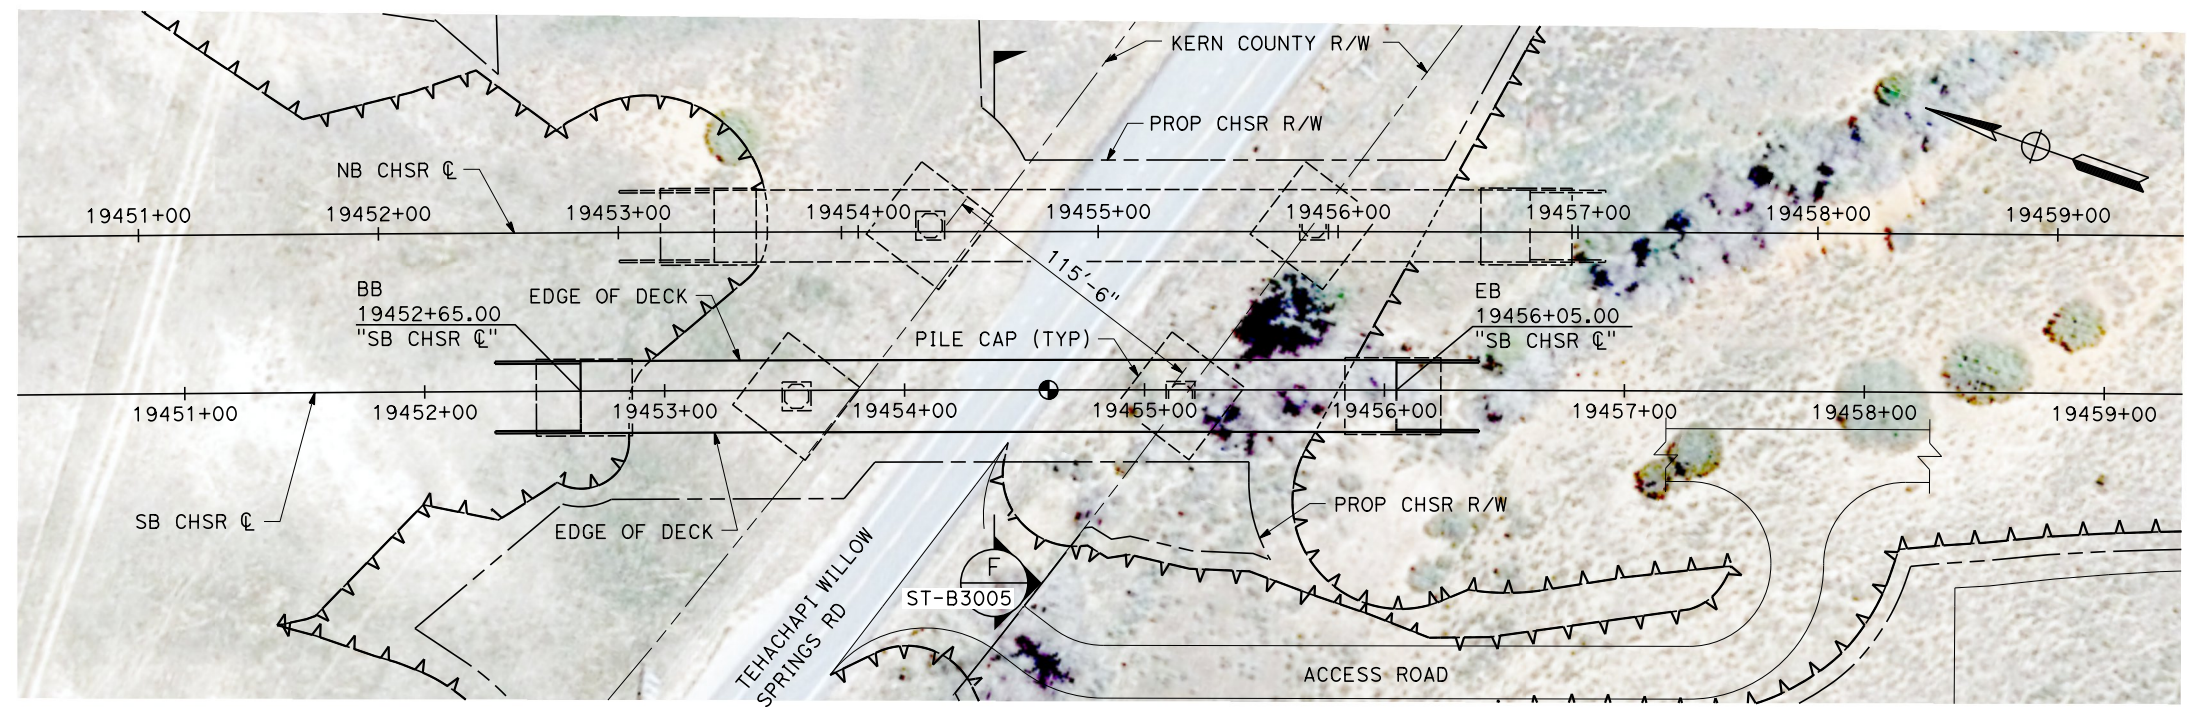 KERN COUNTY R/W
PROP CHSR R/W
NB CHSR ℄
19451+00 19452+00 19453+00 19454+00 19455+00 19456+00 19457+00 19458+00 19459+00
115'-6"
BB
19452+65.00
"SB CHSR ℄"
EDGE OF DECK
PILE CAP (TYP)
EB
19456+05.00
"SB CHSR ℄"
19451+00 19452+00 19453+00 19454+00 19455+00 19456+00 19457+00 19458+00 19459+00
SB CHSR ℄
EDGE OF DECK
PROP CHSR R/W
F
ST-B3005
TEHACHAPI WILLOW
SPRINGS RD
ACCESS ROAD